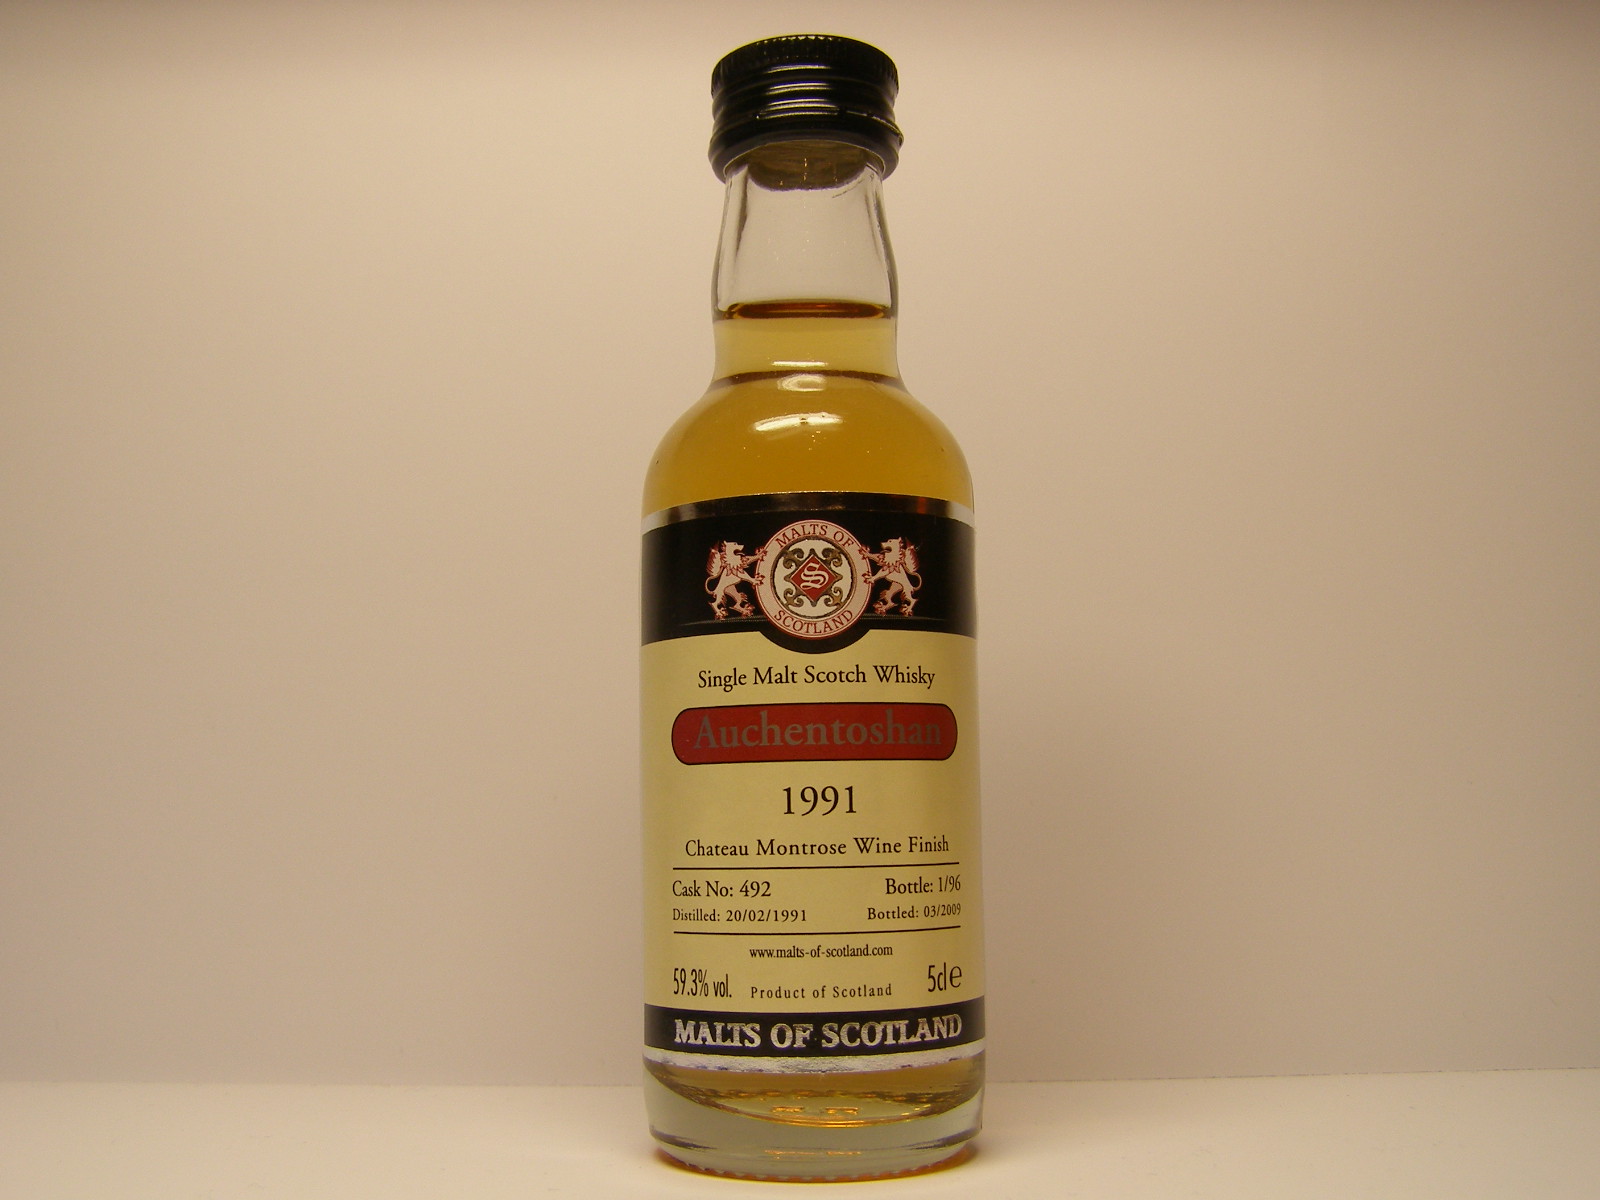 MALTS OF
S
SCOTLAND
Single Malt Scotch Whisky
Auchentoshan
1991
Chateau Montrose Wine Finish
Cask No: 492 Bottle: 1/96
Distilled: 20/02/1991 Bottled: 03/2009
www.malts-of-scotland.com
59.3% vol. Product of Scotland 5cl e
MALTS OF SCOTLAND